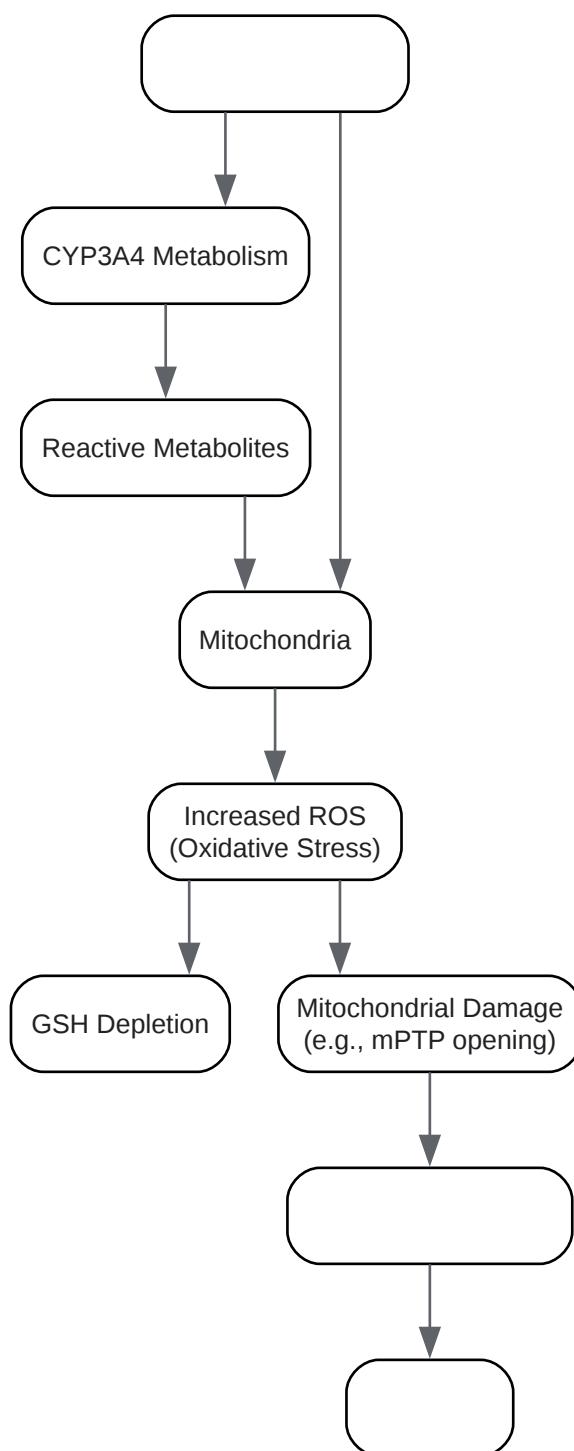 CYP3A4 Metabolism
Reactive Metabolites
Mitochondria
Increased ROS
(Oxidative Stress)
GSH Depletion
Mitochondrial Damage
(e.g., mPTP opening)